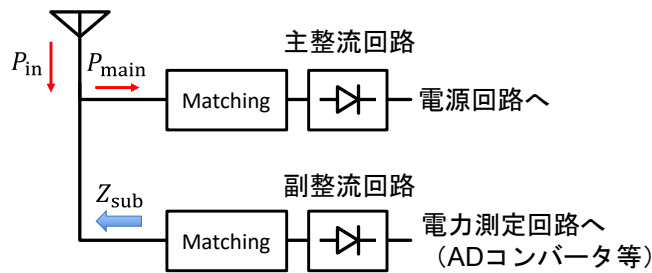 主整流回路
P_in
P_main
Matching
電源回路へ
副整流回路
Z_sub
Matching
電力測定回路へ
（ADコンバータ等）